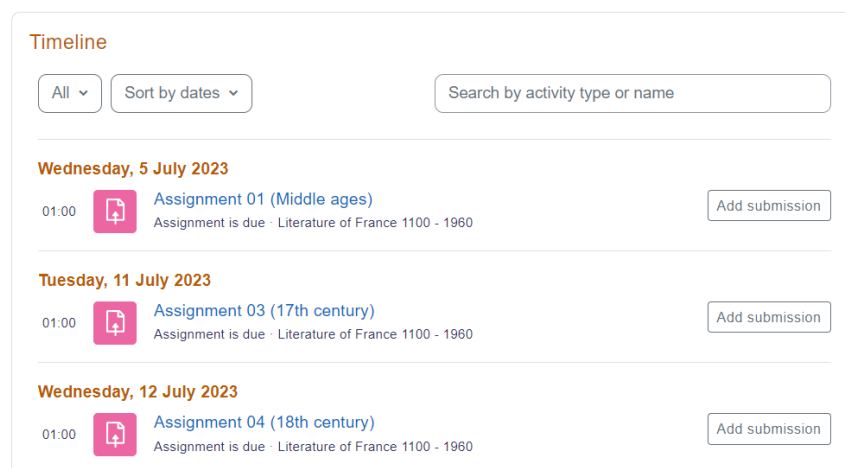 Timeline
All Sort by dates Search by activity type or name
Wednesday, 5 July 2023
01:00 Assignment 01 (Middle ages) Add submission
Assignment is due · Literature of France 1100 - 1960
Tuesday, 11 July 2023
01:00 Assignment 03 (17th century) Add submission
Assignment is due · Literature of France 1100 - 1960
Wednesday, 12 July 2023
01:00 Assignment 04 (18th century) Add submission
Assignment is due · Literature of France 1100 - 1960